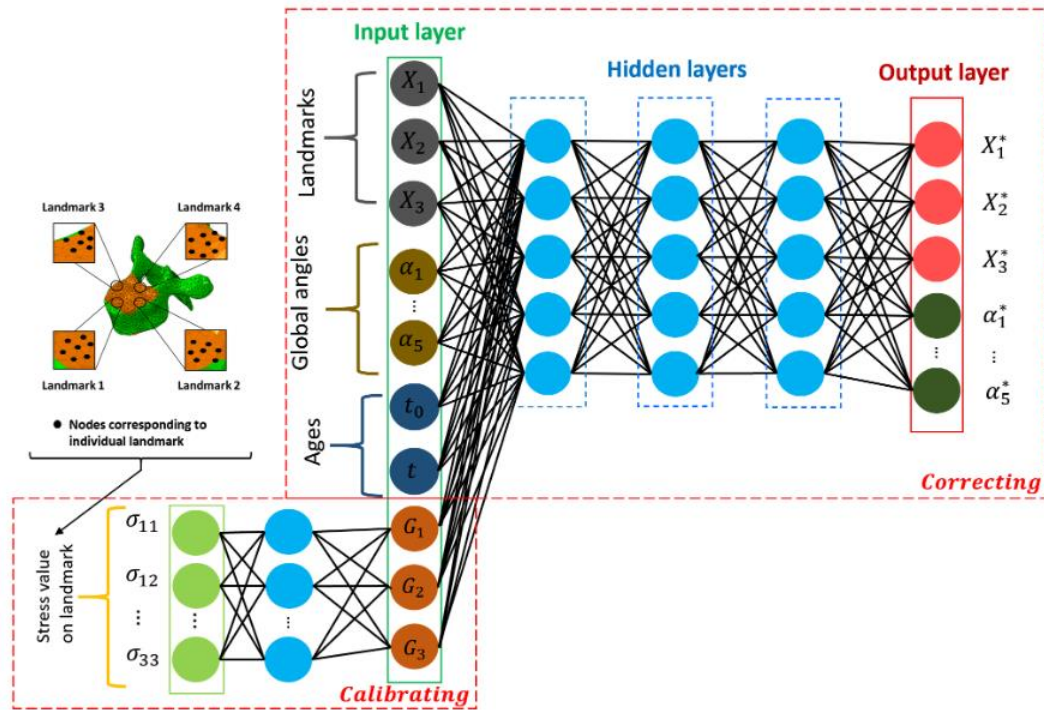 Input layer
Hidden layers
Output layer
Landmarks
X₁
X₂
X₃
Global angles
α₁
...
α₅
Ages
t₀
t
G₁
G₂
G₃
X₁*
X₂*
X₃*
α₁*
... ...
α₅*
Correcting
Landmark 3 Landmark 4
Landmark 1 Landmark 2
● Nodes corresponding to
individual landmark
Stress value
on landmark
σ₁₁
σ₁₂
... ... ...
σ₃₃
Calibrating